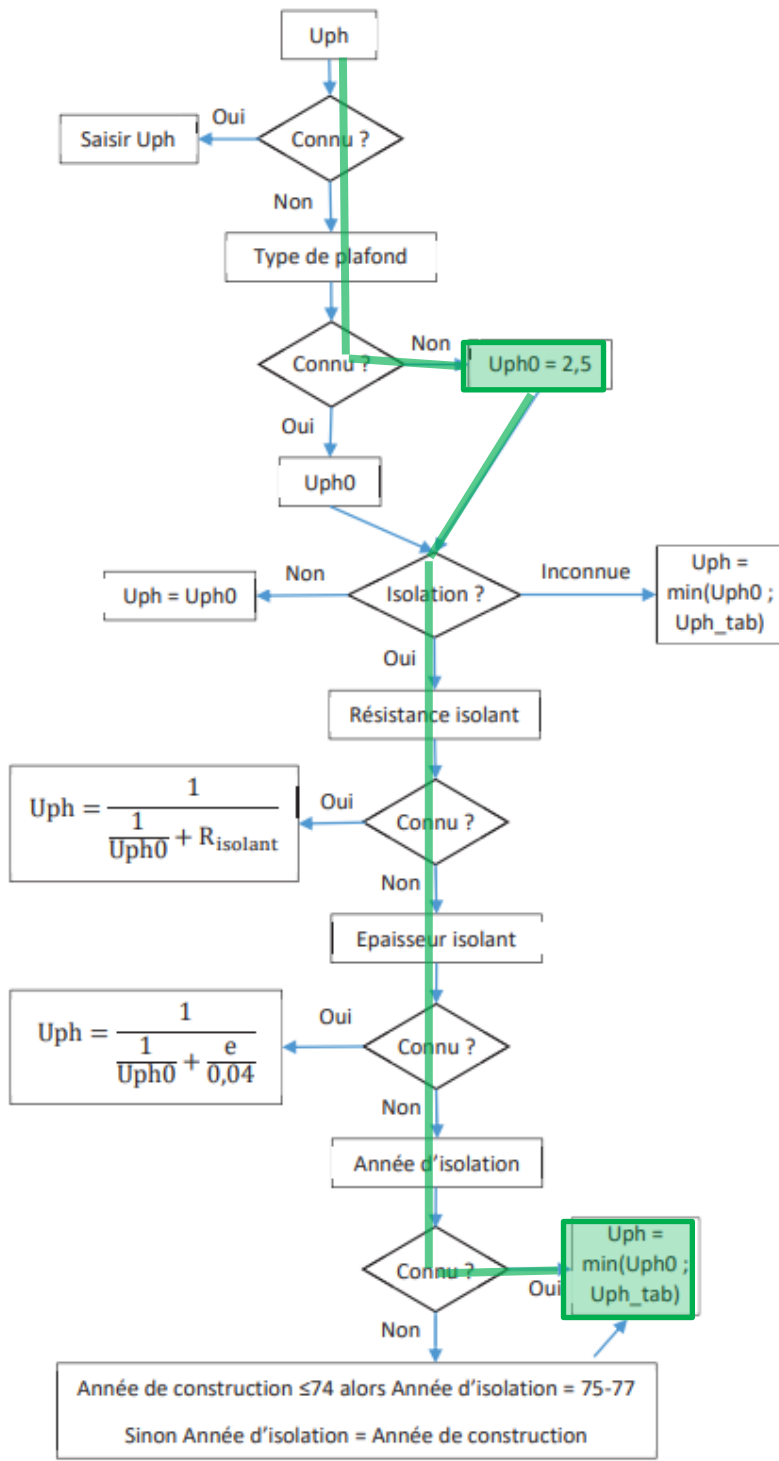 Uph
Oui
Saisir Uph
Connu ?
Non
Type de plafond
Non
Connu ?
Uph0 = 2,5
Oui
Uph0
Non
Inconnue
Uph = Uph0
Isolation ?
Uph =
min(Uph0 ;
Uph_tab)
Oui
Résistance isolant
Uph = 1 / (1/Uph0 + Risolant)
Oui
Connu ?
Non
Epaisseur isolant
Uph = 1 / (1/Uph0 + e/0,04)
Oui
Connu ?
Non
Année d’isolation
Connu ?
Oui
Uph =
min(Uph0 ;
Uph_tab)
Non
Année de construction ≤74 alors Année d’isolation = 75-77
Sinon Année d’isolation = Année de construction